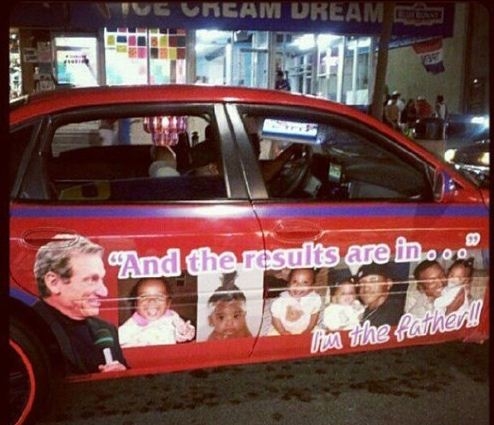 ICE CREAM DREAM
“And the results are in . . . .”
I'm the father!!